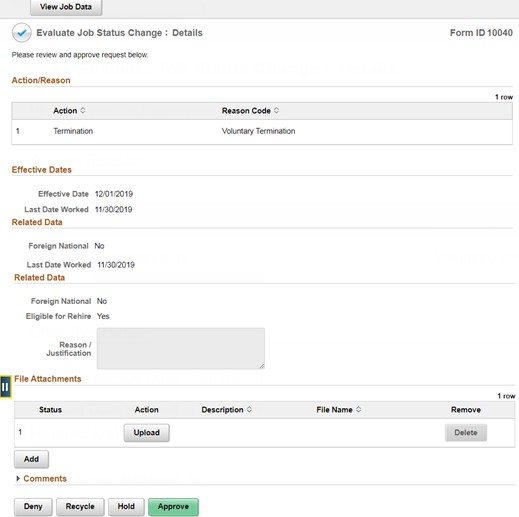 View Job Data
Evaluate Job Status Change : Details Form ID 10040
Please review and approve request below.
Action/Reason
1 row
Action Reason Code
1 Termination Voluntary Termination
Effective Dates
Effective Date 12/01/2019
Last Date Worked 11/30/2019
Related Data
Foreign National No
Last Date Worked 11/30/2019
Related Data
Foreign National No
Eligible for Rehire Yes
Reason /
Justification
File Attachments
1 row
Status Action Description File Name Remove
1 Upload Delete
Add
Comments
Deny Recycle Hold Approve